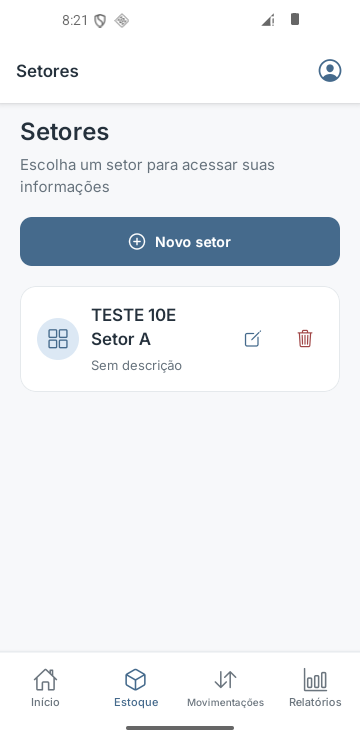 8:21
Setores
Setores
Escolha um setor para acessar suas
informações
Novo setor
TESTE 10E
Setor A
Sem descrição
Início
Estoque
Movimentações
Relatórios